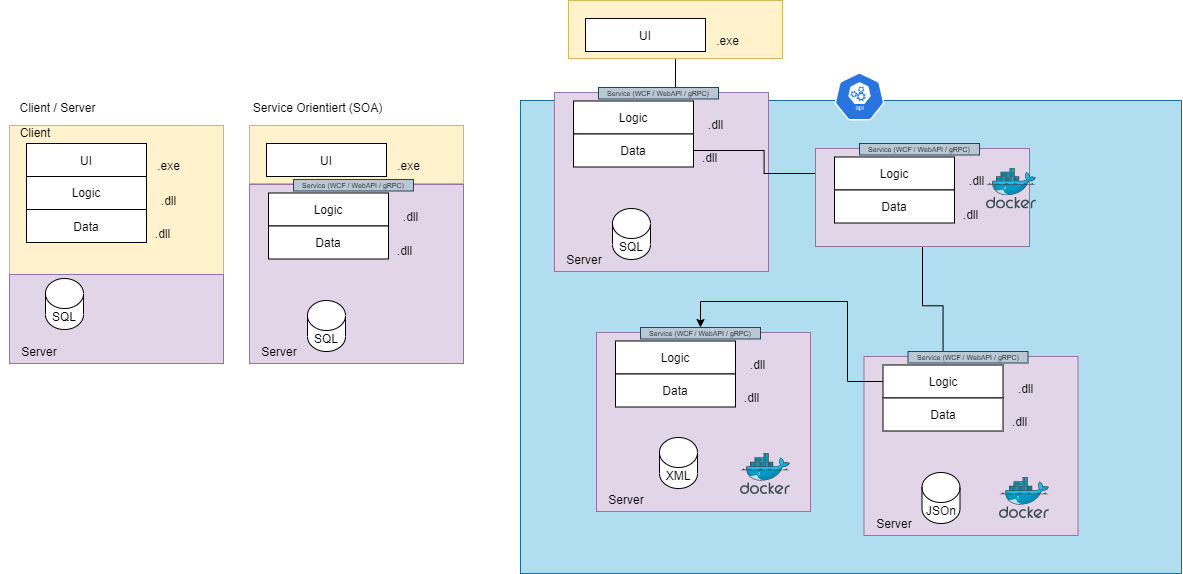 Client / Server
Client
UI
.exe
Logic
.dll
Data
.dll
SQL
Server
Service Orientiert (SOA)
UI
.exe
Service (WCF / WebAPI / gRPC)
Logic
.dll
Data
.dll
SQL
Server
UI
.exe
api
Service (WCF / WebAPI / gRPC)
Logic
.dll
Data
.dll
SQL
Server
Service (WCF / WebAPI / gRPC)
Logic
.dll
Data
.dll
docker
Service (WCF / WebAPI / gRPC)
Logic
.dll
Data
.dll
XML
Server
docker
Service (WCF / WebAPI / gRPC)
Logic
.dll
Data
.dll
JSOn
Server
docker